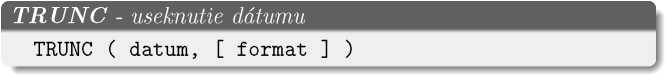 TRUNC - useknutie dátumu
TRUNC ( datum, [ format ] )